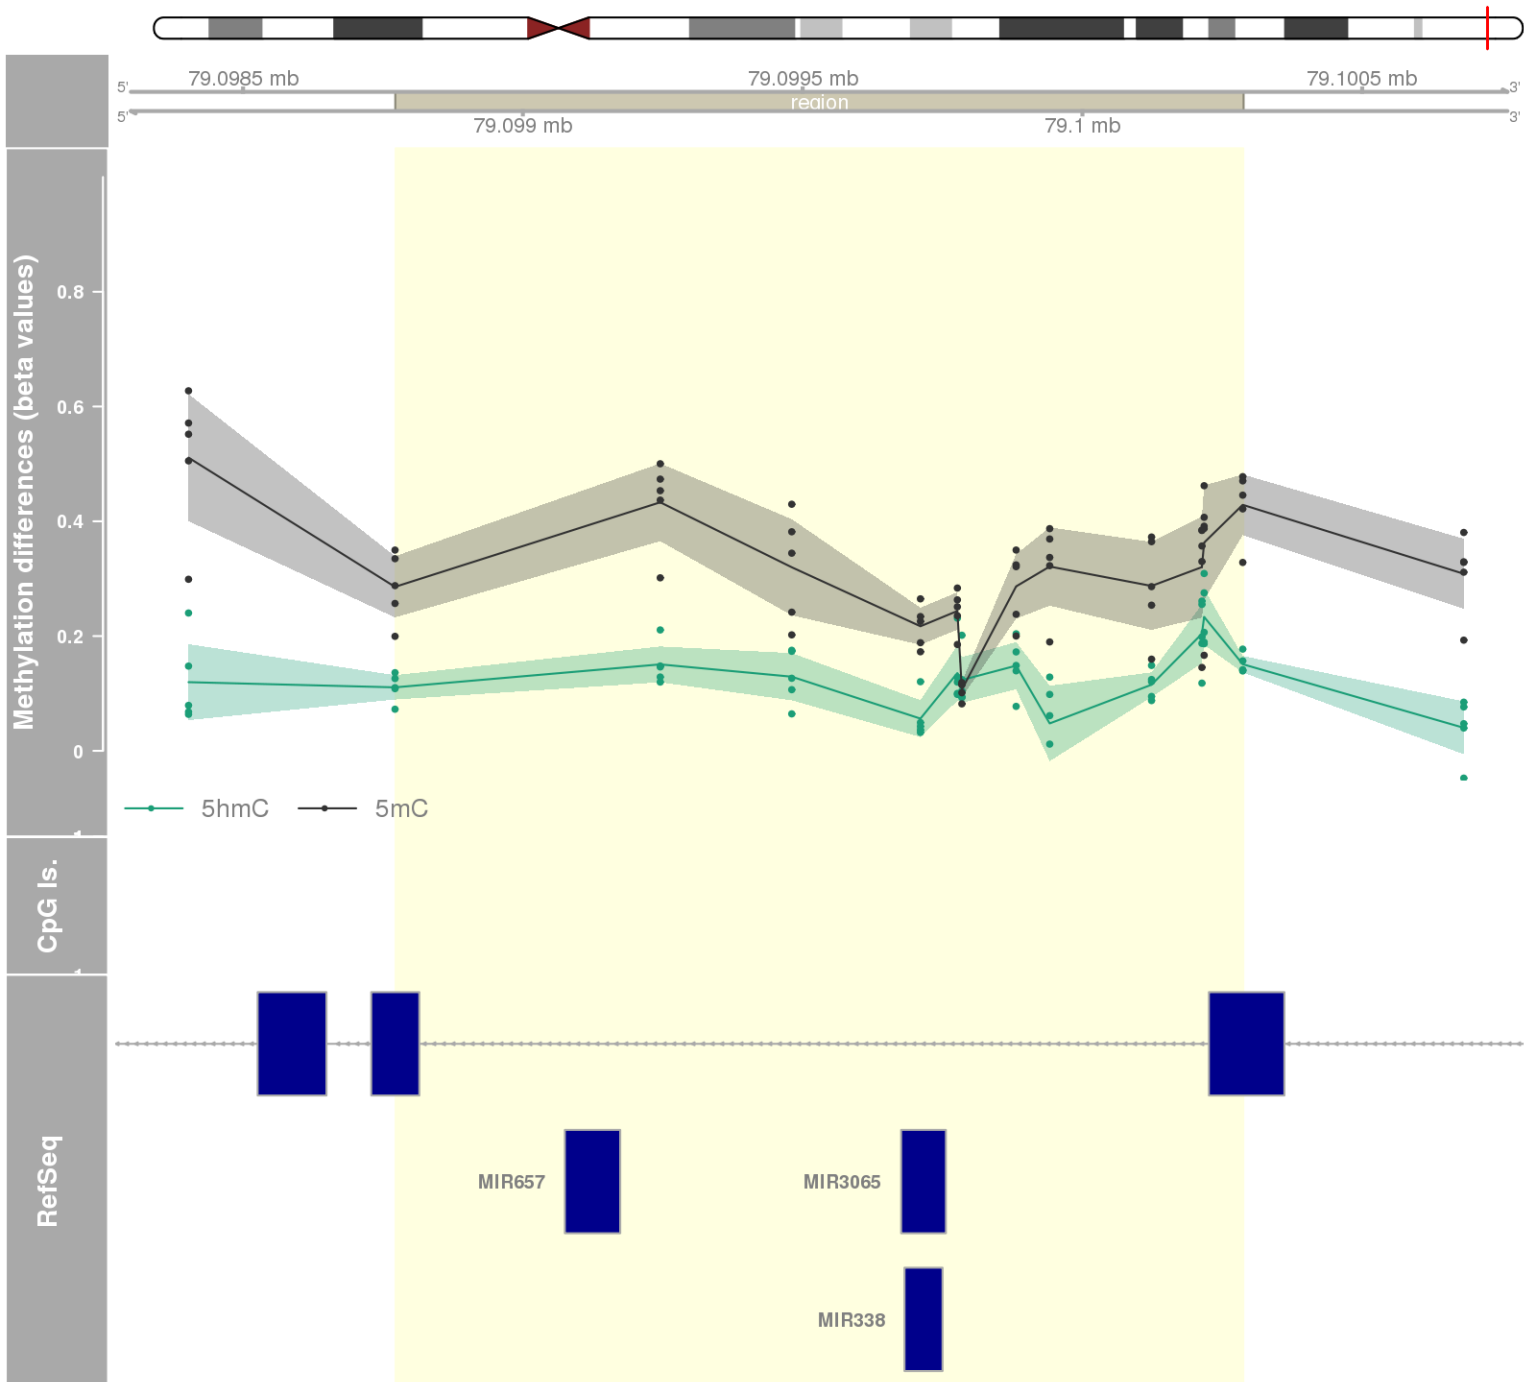 79.0985 mb
79.0995 mb
79.1005 mb
5'
3'
region
5'
3'
79.099 mb
79.1 mb
Methylation differences (beta values)
0.8
0.6
0.4
0.2
0
5hmC
5mC
CpG Is.
RefSeq
MIR657
MIR3065
MIR338